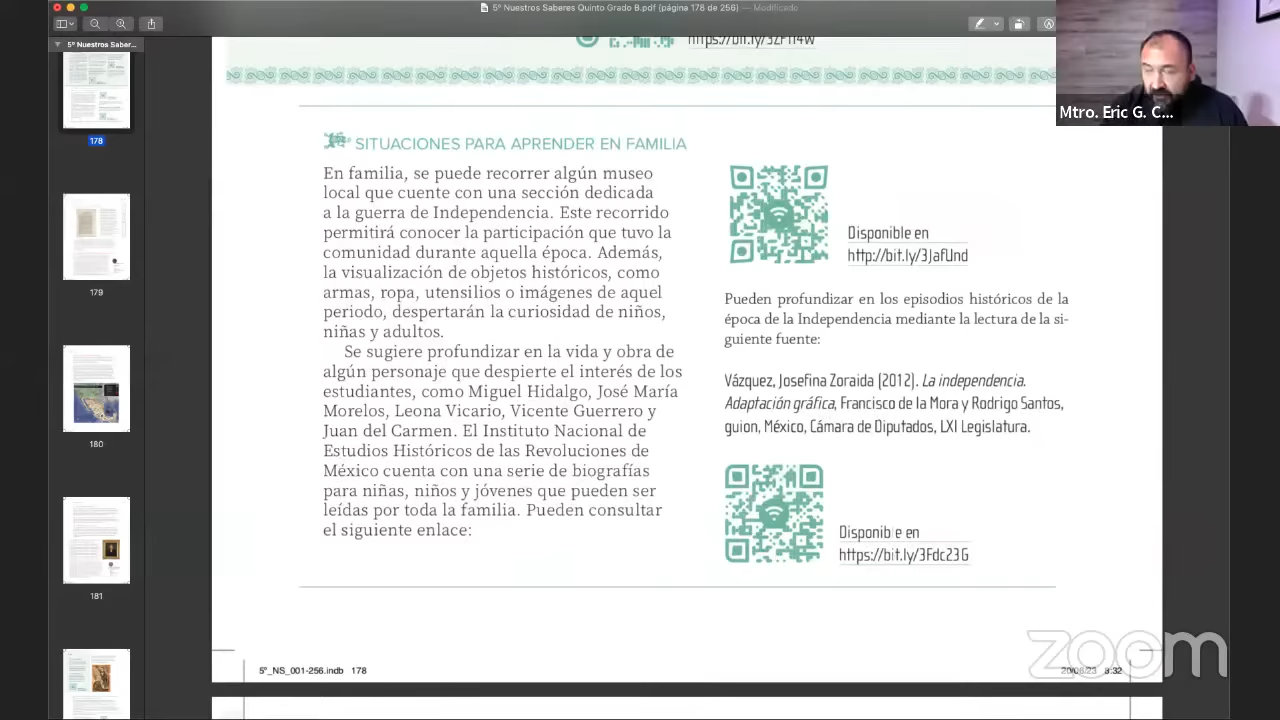 5º Nuestros Saberes Quinto Grado B.pdf (página 178 de 256) — Modificado
5º Nuestros Saber...
178
179
180
181
Mtro. Eric G. C...
SITUACIONES PARA APRENDER EN FAMILIA
En familia, se puede recorrer algún museo
local que cuente con una sección dedicada
a la guerra de Independencia. Este recorrido
permitirá conocer la participación que tuvo la
comunidad durante aquella época. Además,
la visualización de objetos históricos, como
armas, ropa, utensilios o imágenes de aquel
periodo, despertarán la curiosidad de niños,
niñas y adultos.
Se sugiere profundizar en la vida y obra de
algún personaje que despierte el interés de los
estudiantes, como Miguel Hidalgo, José María
Morelos, Leona Vicario, Vicente Guerrero y
Juan del Carmen. El Instituto Nacional de
Estudios Históricos de las Revoluciones de
México cuenta con una serie de biografías
para niñas, niños y jóvenes que pueden ser
leídas por toda la familia. Pueden consultar
el siguiente enlace:
Disponible en
http://bit.ly/3JafUnd
Pueden profundizar en los episodios históricos de la
época de la Independencia mediante la lectura de la si-
guiente fuente:
Vázquez, Josefina Zoraida (2012). La independencia.
Adaptación gráfica, Francisco de la Mora y Rodrigo Santos,
guion, México, Cámara de Diputados, LXI Legislatura.
Disponible en
https://bit.ly/3Fdc23G
5º_NS_001-256.indb 178
20/06/23
zoom